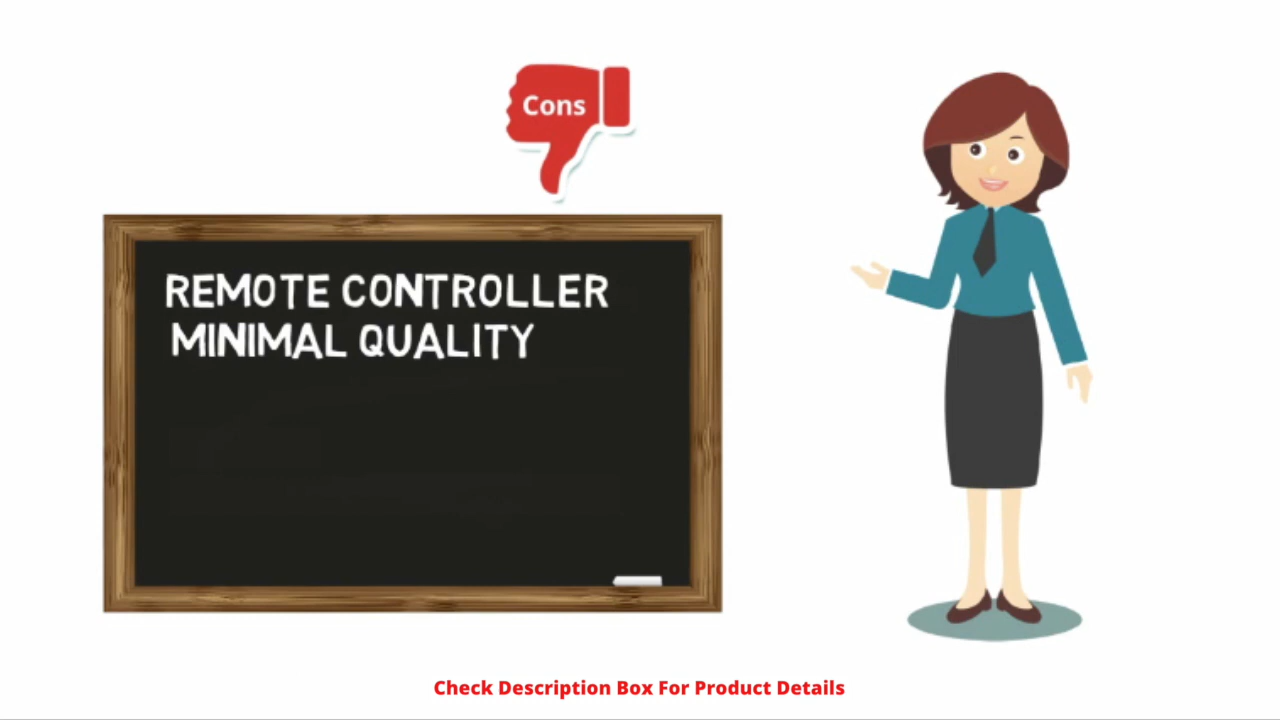 Cons
REMOTE CONTROLLER
MINIMAL QUALITY
Check Description Box For Product Details